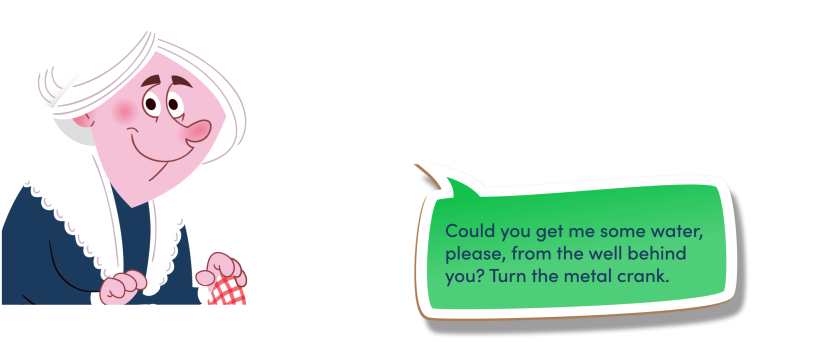 Could you get me some water,
please, from the well behind
you? Turn the metal crank.